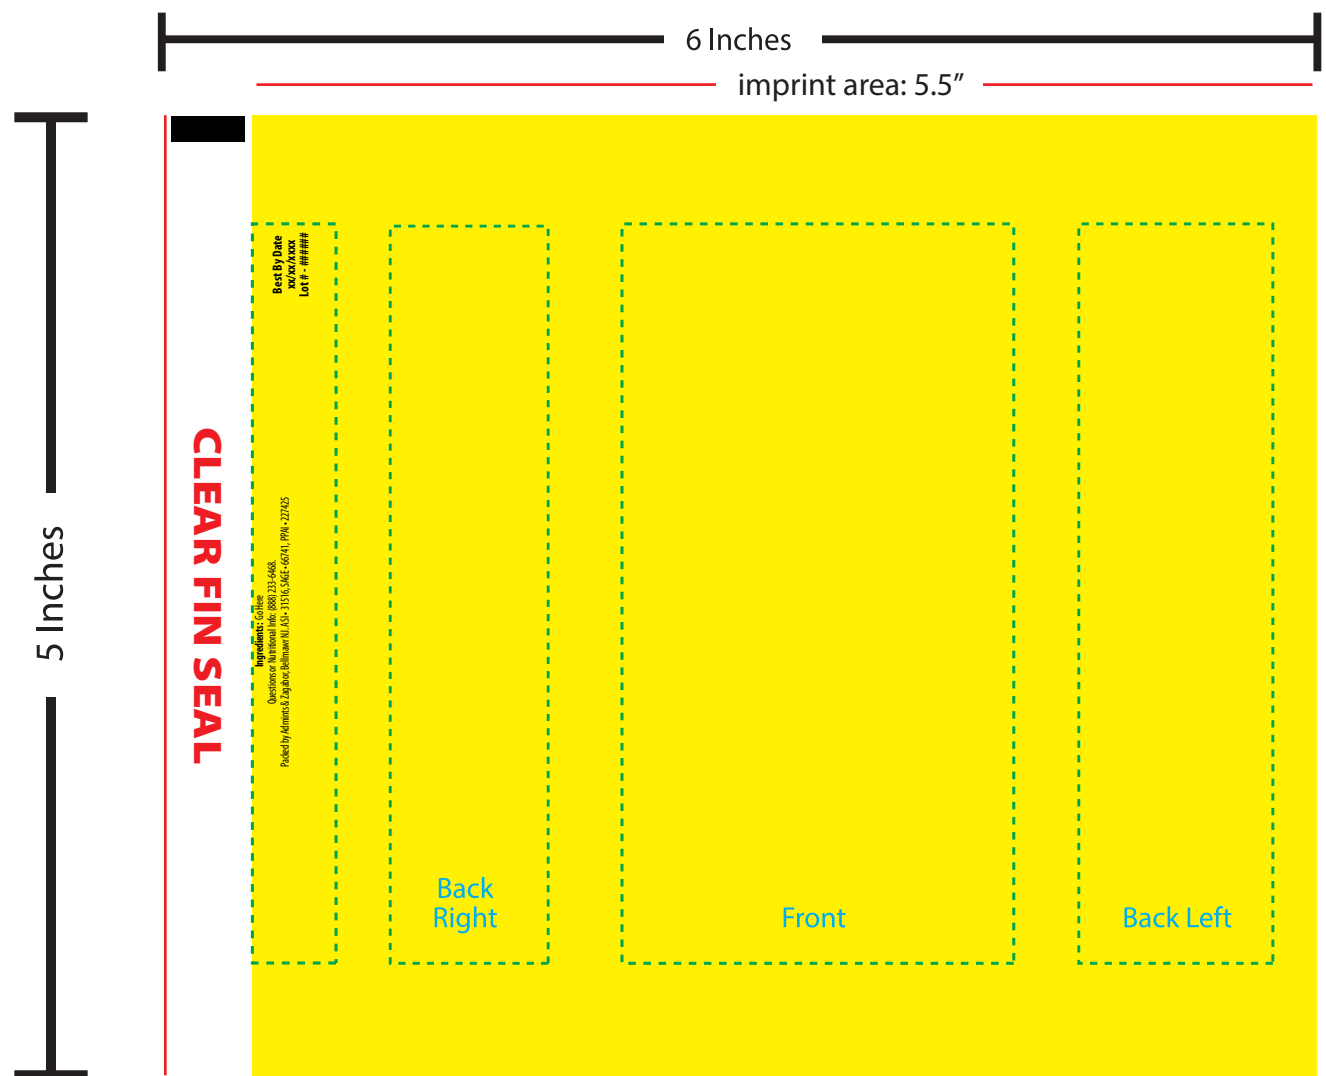 6 Inches
imprint area: 5.5”
5 Inches
CLEAR FIN SEAL
Best By Date
xx/xx/xxxx
Lot # - ######
Ingredients: Go Here
Questions or Nutritional Info: (888) 233-6468.
Packed by Admints & Zagabor, Bellmawr NJ. ASI • 31516, SAGE • 66741, PPAI • 227425
Back
Right
Front
Back Left